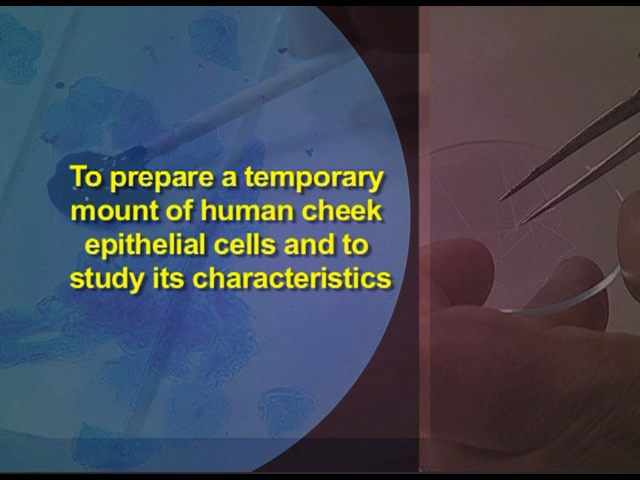 To prepare a temporary
mount of human cheek
epithelial cells and to
study its characteristics